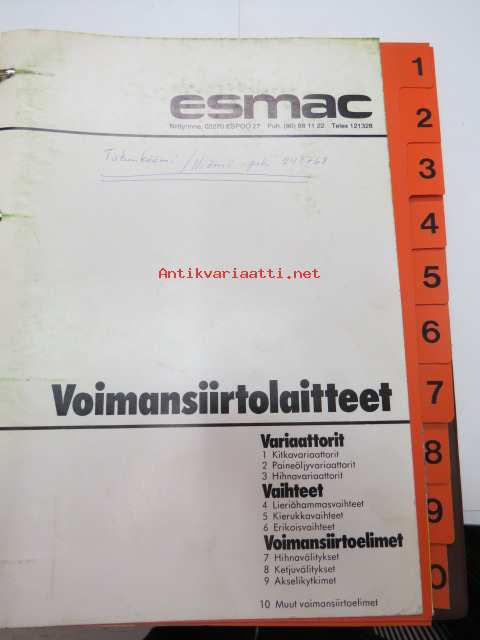 esmac
Niittyrinne, 02270 ESPOO 27 Puh. (90) 88 11 22 Telex 121328
Antikvariaatti.net
Voimansiirtolaitteet
Variaattorit
1 Kitkavariaattorit
2 Paineöljyvariaattorit
3 Hihnavariaattorit
Vaihteet
4 Lieriöhammasvaihteet
5 Kierukkavaihteet
6 Erikoisvaihteet
Voimansiirtoelimet
7 Hihnavälitykset
8 Ketjuvälitykset
9 Akselikytkimet
10 Muut voimansiirtoelimet
1
2
3
4
5
6
7
8
9
0